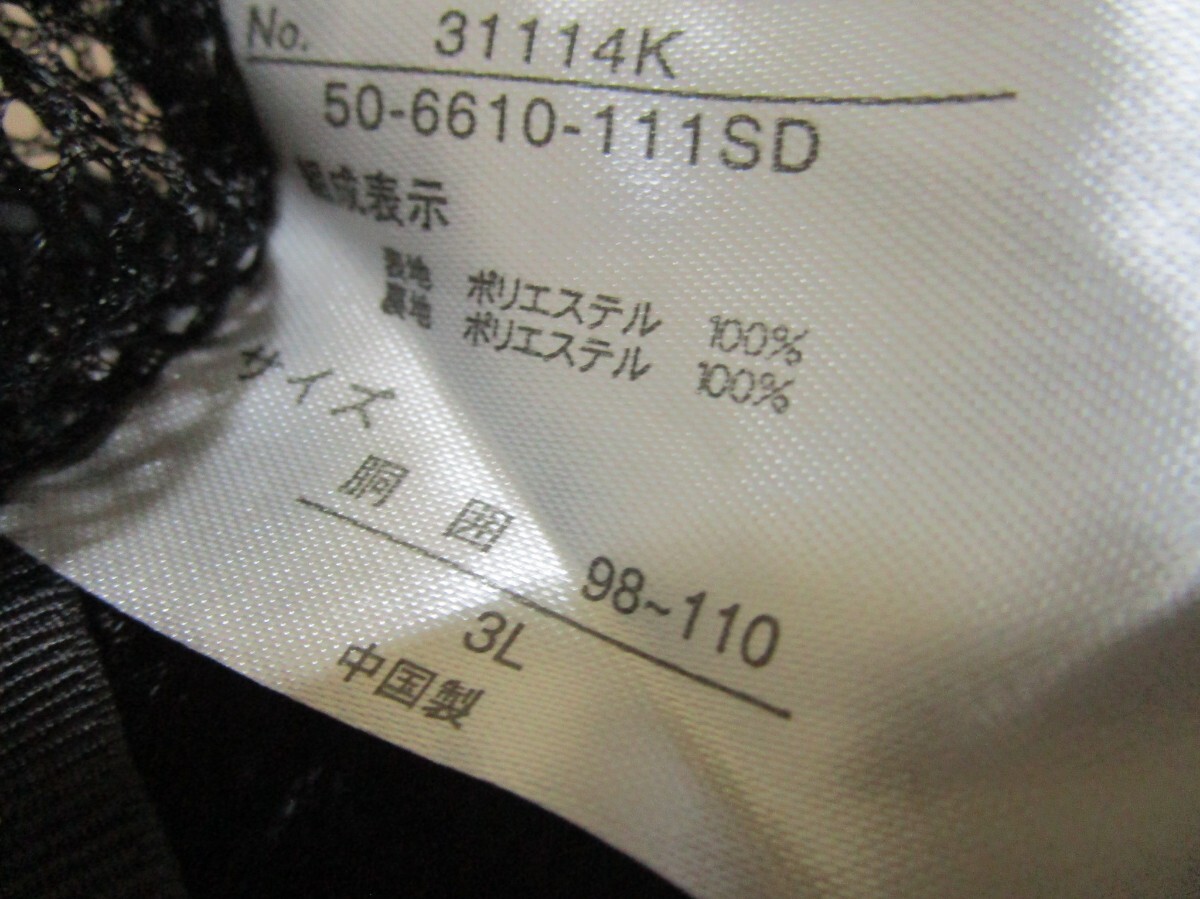 No. 31114K
50-6610-111SD
組成表示
表地 ポリエステル 100%
裏地 ポリエステル 100%
サイズ
胴囲 98~110
3L
中国製